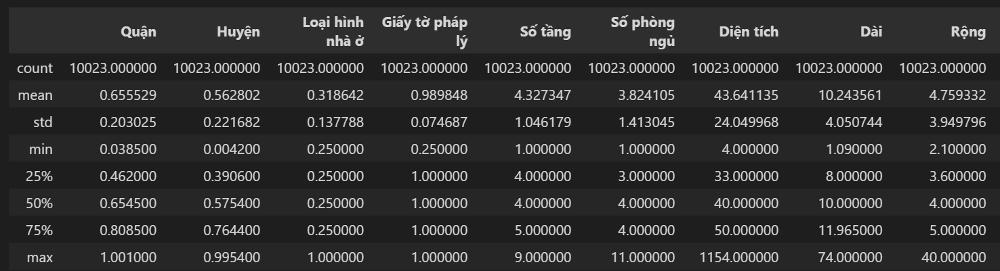 Quận Huyện Loại hình nhà ở Giấy tờ pháp lý Số tầng Số phòng ngủ Diện tích Dài Rộng
count 10023.000000 10023.000000 10023.000000 10023.000000 10023.000000 10023.000000 10023.000000 10023.000000 10023.000000
mean 0.655529 0.562802 0.318642 0.989848 4.327347 3.824105 43.641135 10.243561 4.759332
std 0.203025 0.221682 0.137788 0.074687 1.046179 1.413045 24.049968 4.050744 3.949796
min 0.038500 0.004200 0.250000 0.250000 1.000000 1.000000 4.000000 1.090000 2.100000
25% 0.462000 0.390600 0.250000 1.000000 4.000000 3.000000 33.000000 8.000000 3.600000
50% 0.654500 0.575400 0.250000 1.000000 4.000000 4.000000 40.000000 10.000000 4.000000
75% 0.808500 0.764400 0.250000 1.000000 5.000000 4.000000 50.000000 11.965000 5.000000
max 1.001000 0.995400 1.000000 1.000000 9.000000 11.000000 1154.000000 74.000000 40.000000